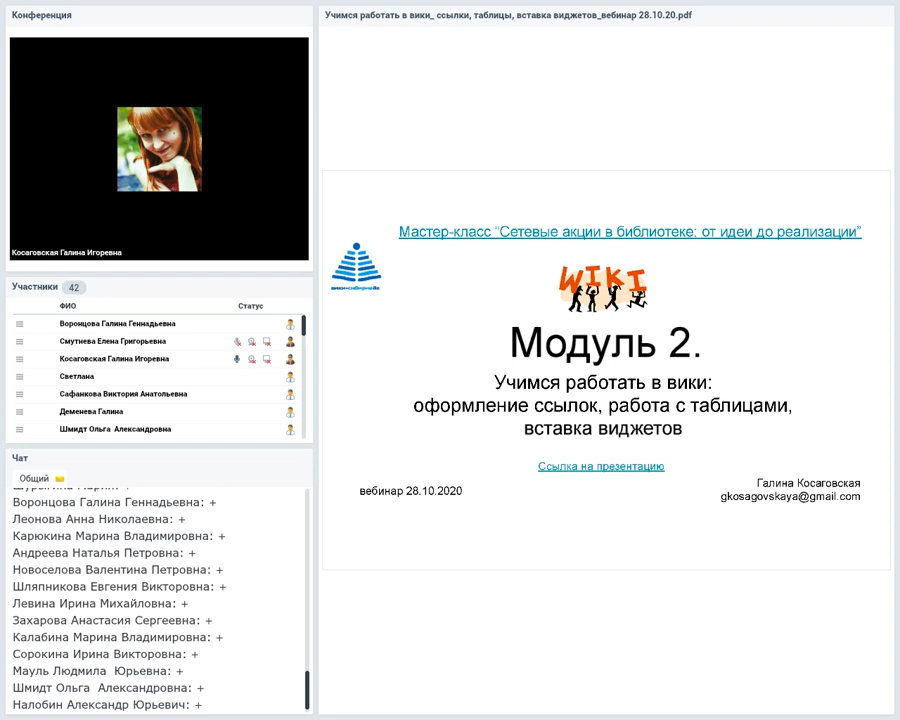 Конференция
Косаговская Галина Игоревна
Участники 42
ФИО Статус
Воронцова Галина Геннадьевна
Смутнева Елена Григорьевна
Косаговская Галина Игоревна
Светлана
Сафанкова Виктория Анатольевна
Деменева Галина
Шмидт Ольга Александровна
Чат
Общий
Воронцова Галина Геннадьевна: +
Леонова Анна Николаевна: +
Карюкина Марина Владимировна: +
Андреева Наталья Петровна: +
Новоселова Валентина Петровна: +
Шляпникова Евгения Викторовна: +
Левина Ирина Михайловна: +
Захарова Анастасия Сергеевна: +
Калабина Марина Владимировна: +
Сорокина Ирина Викторовна: +
Мауль Людмила Юрьевна: +
Шмидт Ольга Александровна: +
Налобин Александр Юрьевич: +
Учимся работать в вики_ ссылки, таблицы, вставка виджетов_вебинар 28.10.20.pdf
Мастер-класс “Сетевые акции в библиотеке: от идеи до реализации”
WIKI
Модуль 2.
Учимся работать в вики:
оформление ссылок, работа с таблицами,
вставка виджетов
Ссылка на презентацию
вебинар 28.10.2020
Галина Косаговская
gkosagovskaya@gmail.com